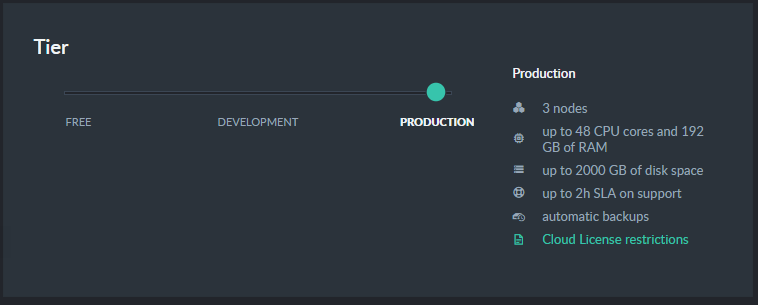 Tier
FREE
DEVELOPMENT
PRODUCTION
Production
3 nodes
up to 48 CPU cores and 192
GB of RAM
up to 2000 GB of disk space
up to 2h SLA on support
automatic backups
Cloud License restrictions